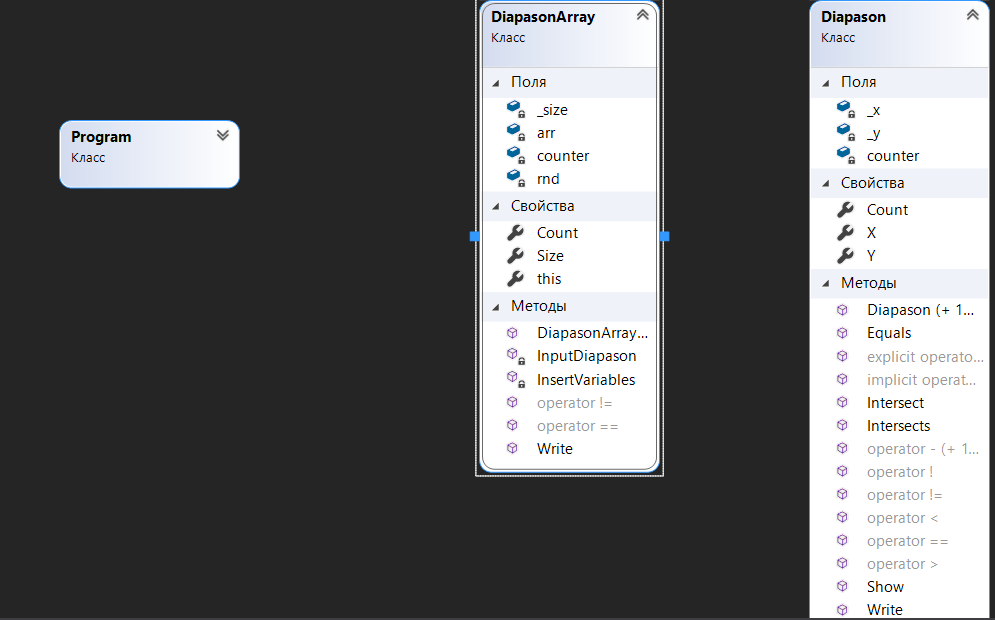 Program
Класс
DiapasonArray
Класс
Поля
_size
arr
counter
rnd
Свойства
Count
Size
this
Методы
DiapasonArray...
InputDiapason
InsertVariables
operator !=
operator ==
Write
Diapason
Класс
Поля
_x
_y
counter
Свойства
Count
X
Y
Методы
Diapason (+ 1...
Equals
explicit operato...
implicit operat...
Intersect
Intersects
operator - (+ 1...
operator !
operator !=
operator <
operator ==
operator >
Show
Write